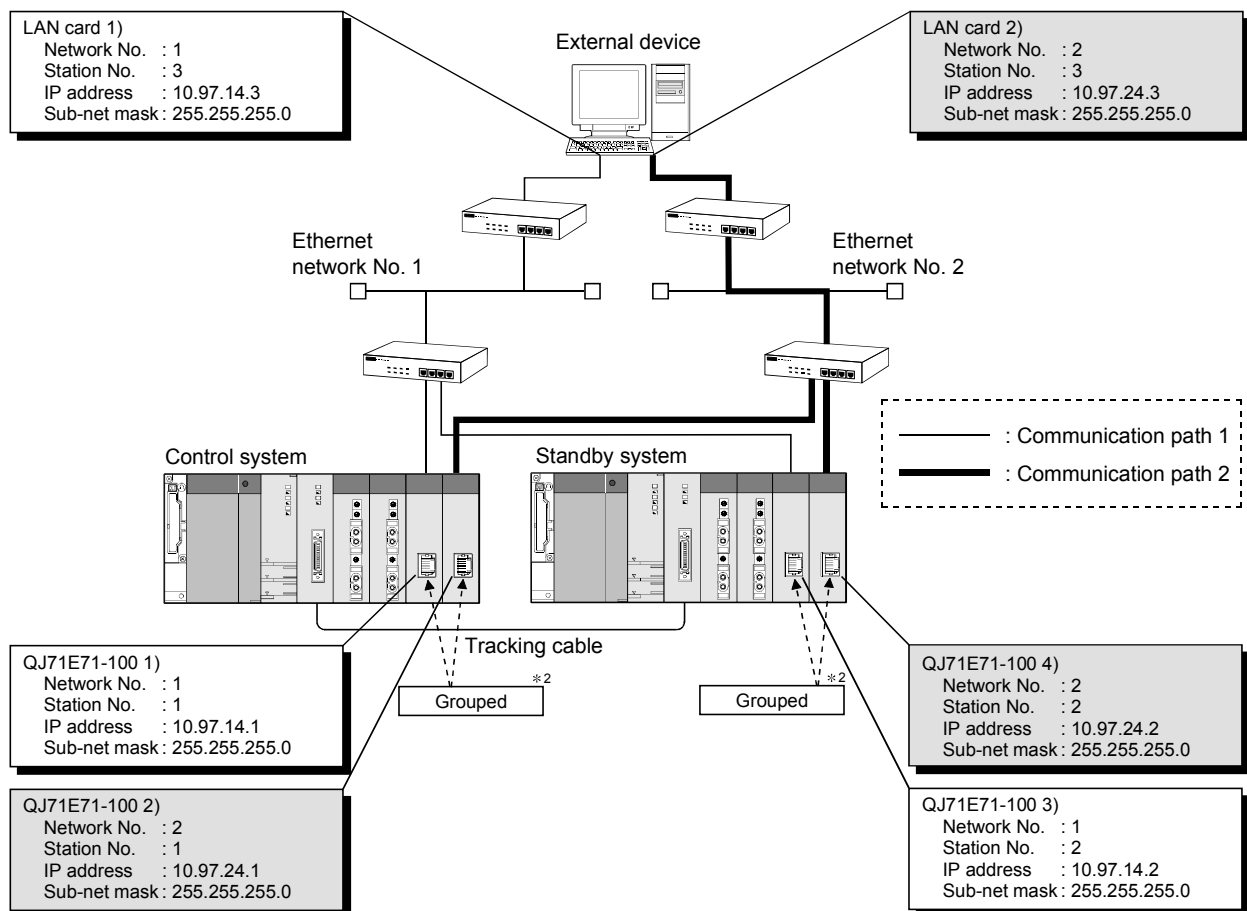 LAN card 1)
Network No. : 1
Station No. : 3
IP address : 10.97.14.3
Sub-net mask : 255.255.255.0
External device
LAN card 2)
Network No. : 2
Station No. : 3
IP address : 10.97.24.3
Sub-net mask : 255.255.255.0
Ethernet
network No. 1
Ethernet
network No. 2
: Communication path 1
: Communication path 2
Control system
Standby system
Tracking cable
QJ71E71-100 1)
Network No. : 1
Station No. : 1
IP address : 10.97.14.1
Sub-net mask : 255.255.255.0
*2
Grouped
*2
Grouped
QJ71E71-100 4)
Network No. : 2
Station No. : 2
IP address : 10.97.24.2
Sub-net mask : 255.255.255.0
QJ71E71-100 2)
Network No. : 2
Station No. : 1
IP address : 10.97.24.1
Sub-net mask : 255.255.255.0
QJ71E71-100 3)
Network No. : 1
Station No. : 2
IP address : 10.97.14.2
Sub-net mask : 255.255.255.0